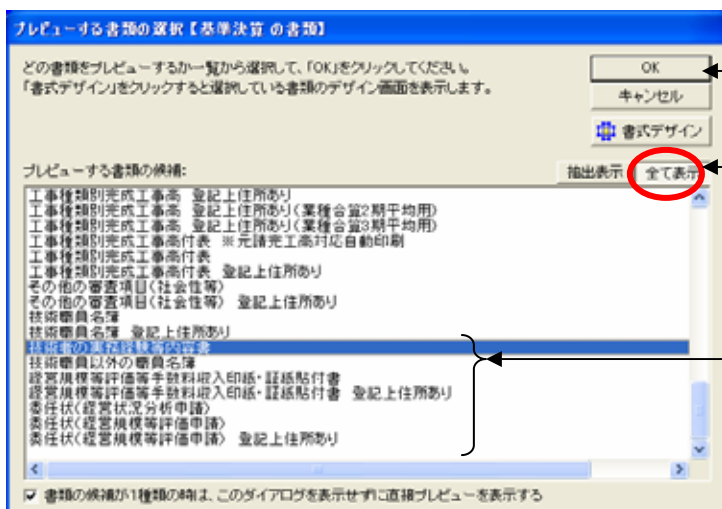 プレビューする書類の選択【基準決算 の書類】
どの書類をプレビューするか一覧から選択して、「OK」をクリックしてください。
「書式デザイン」をクリックすると選択している書類のデザイン画面を表示します。
OK
キャンセル
書式デザイン
プレビューする書類の候補:
抽出表示
全て表示
工事種類別完成工事高 登記上住所あり
工事種類別完成工事高 登記上住所あり(業種合算2期平均用)
工事種類別完成工事高 登記上住所あり(業種合算3期平均用)
工事種類別完成工事高付表 ※元請完工高対応自動印刷
工事種類別完成工事高付表
工事種類別完成工事高付表 登記上住所あり
その他の審査項目(社会性等)
その他の審査項目(社会性等) 登記上住所あり
技術職員名簿
技術職員名簿 登記上住所あり
技術者の実務経験等内容書
技術職員以外の職員名簿
経営規模等評価等手数料収入印紙・証紙貼付書
経営規模等評価等手数料収入印紙・証紙貼付書 登記上住所あり
委任状(経営状況分析申請)
委任状(経営規模等評価申請)
委任状(経営規模等評価申請) 登記上住所あり
書類の候補が1種類の時は、このダイアログを表示せずに直接プレビューを表示する